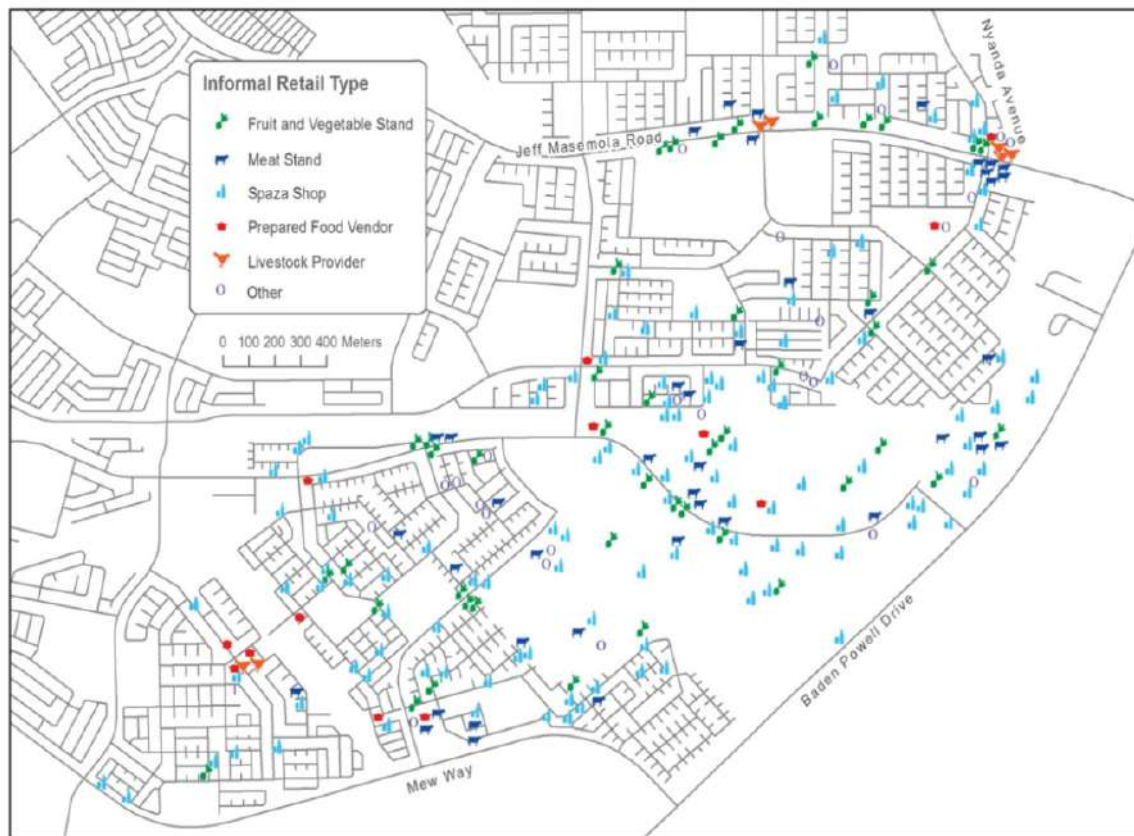 Nyanda Avenue
Informal Retail Type
Fruit and Vegetable Stand
Meat Stand
Spaza Shop
Prepared Food Vendor
Livestock Provider
Other
0 100 200 300 400 Meters
Jeff Masemola Road
Baden Powell Drive
Mew Way